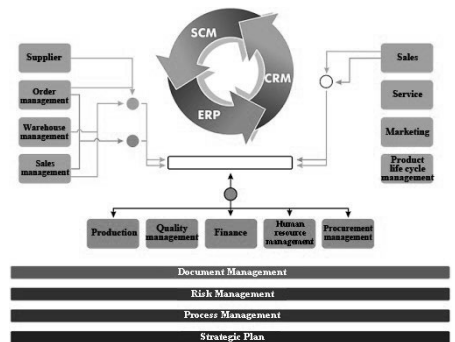 SCM
CRM
ERP
Supplier
Order
management
Warehouse
management
Sales
management
Sales
Service
Marketing
Product
life cycle
management
Production
Quality
management
Finance
Human
resource
management
Procurement
management
Document Management
Risk Management
Process Management
Strategic Plan